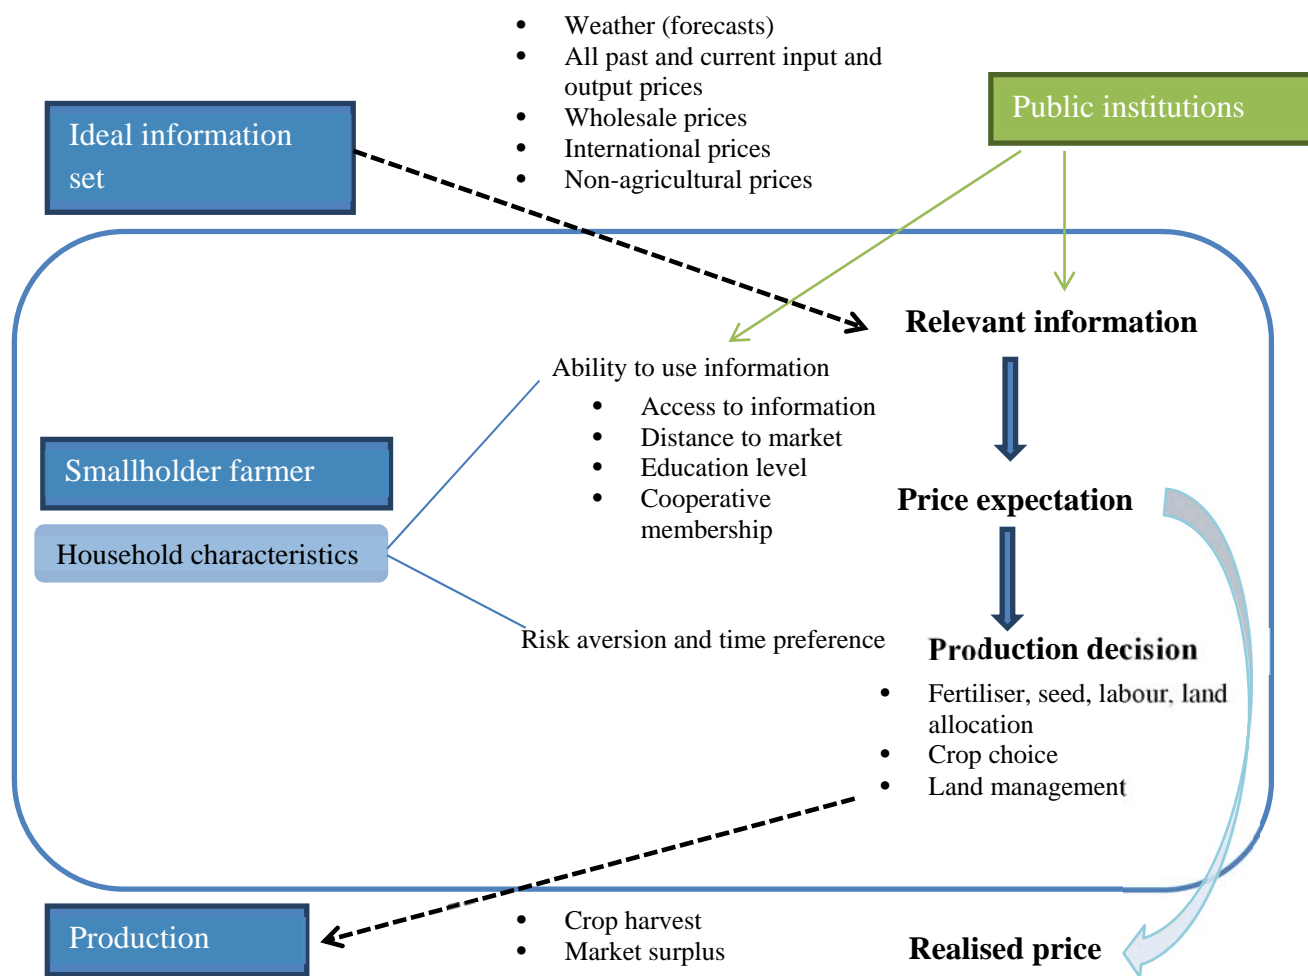 • Weather (forecasts)
• All past and current input and
output prices
• Wholesale prices
• International prices
• Non-agricultural prices
Public institutions
Ideal information
set
Relevant information
Ability to use information
• Access to information
• Distance to market
• Education level
• Cooperative
membership
Smallholder farmer
Household characteristics
Price expectation
Risk aversion and time preference
Production decision
• Fertiliser, seed, labour, land
allocation
• Crop choice
• Land management
Production
• Crop harvest
• Market surplus
Realised price